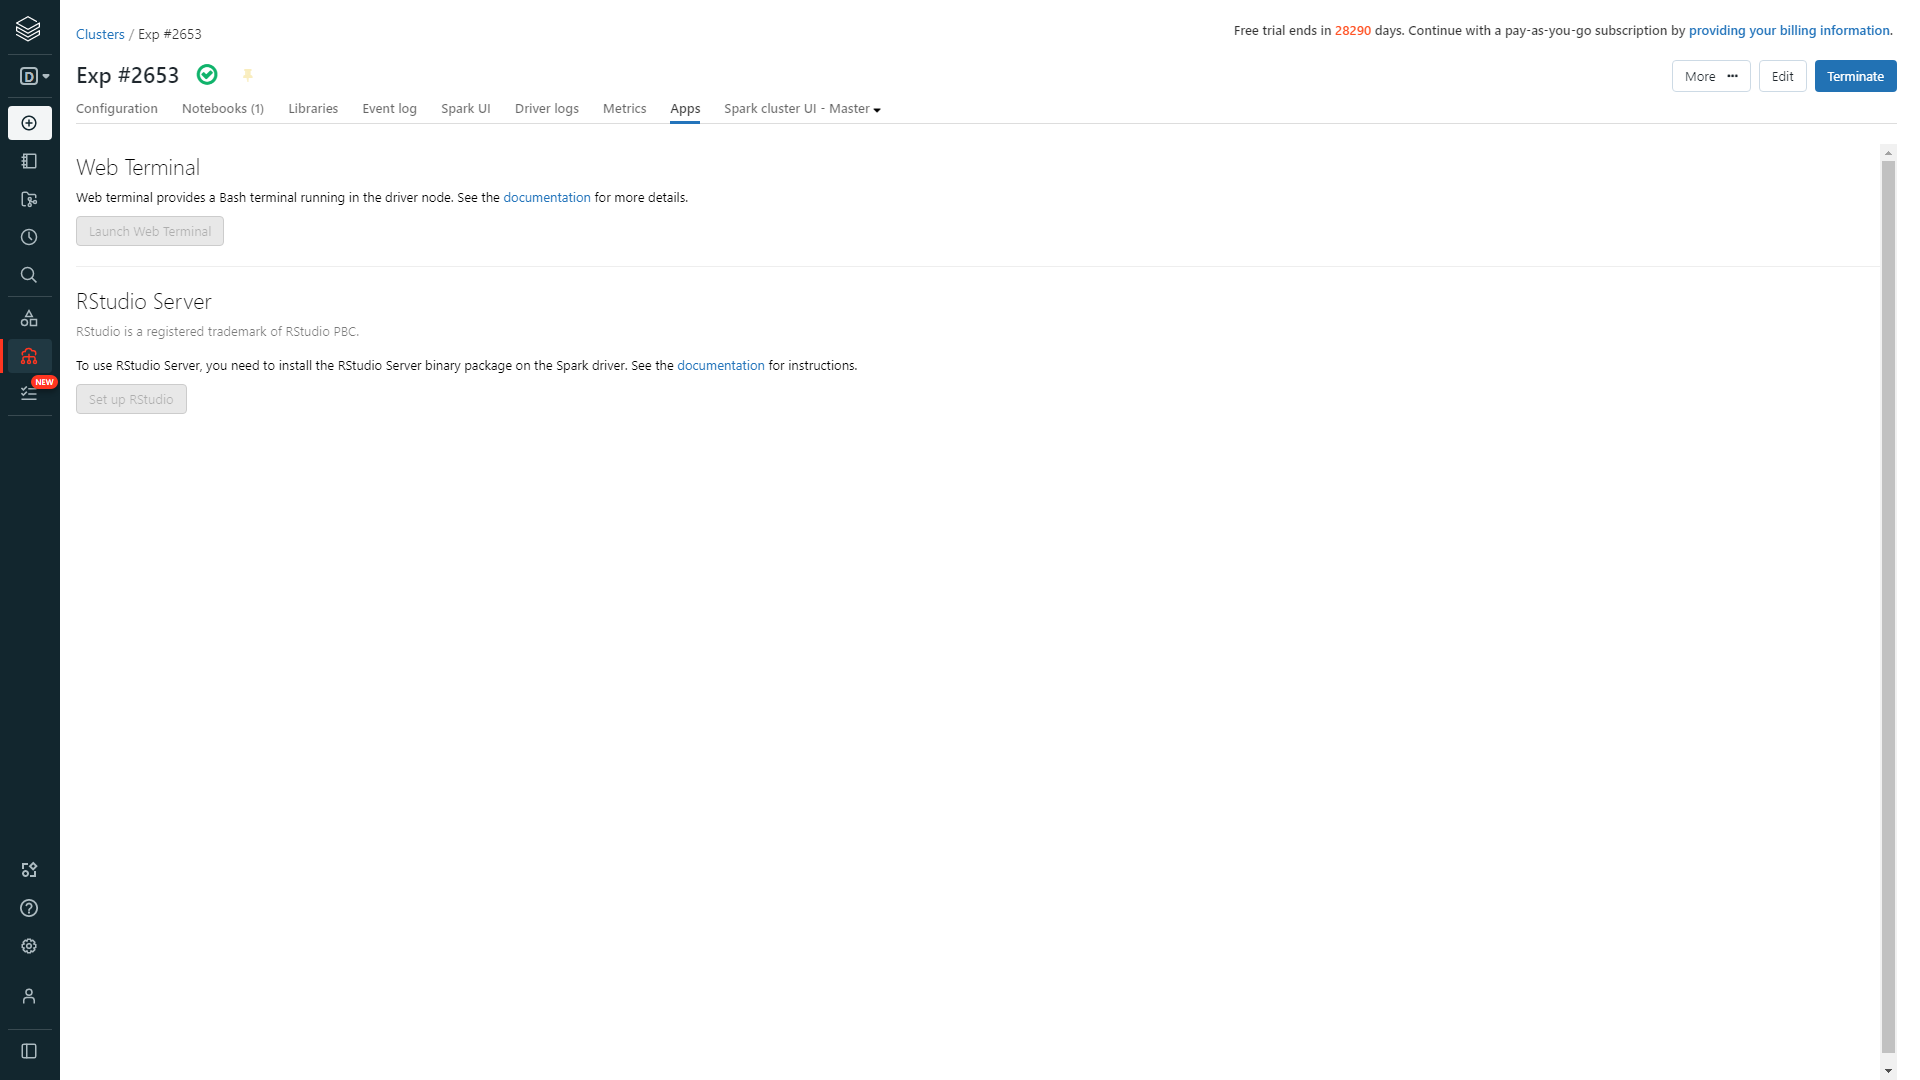 Clusters / Exp #2653
Free trial ends in 28290 days. Continue with a pay-as-you-go subscription by providing your billing information.
D
Exp #2653
More ••• Edit Terminate
Configuration Notebooks (1) Libraries Event log Spark UI Driver logs Metrics Apps Spark cluster UI - Master
Web Terminal
Web terminal provides a Bash terminal running in the driver node. See the documentation for more details.
Launch Web Terminal
RStudio Server
RStudio is a registered trademark of RStudio PBC.
To use RStudio Server, you need to install the RStudio Server binary package on the Spark driver. See the documentation for instructions.
NEW
Set up RStudio